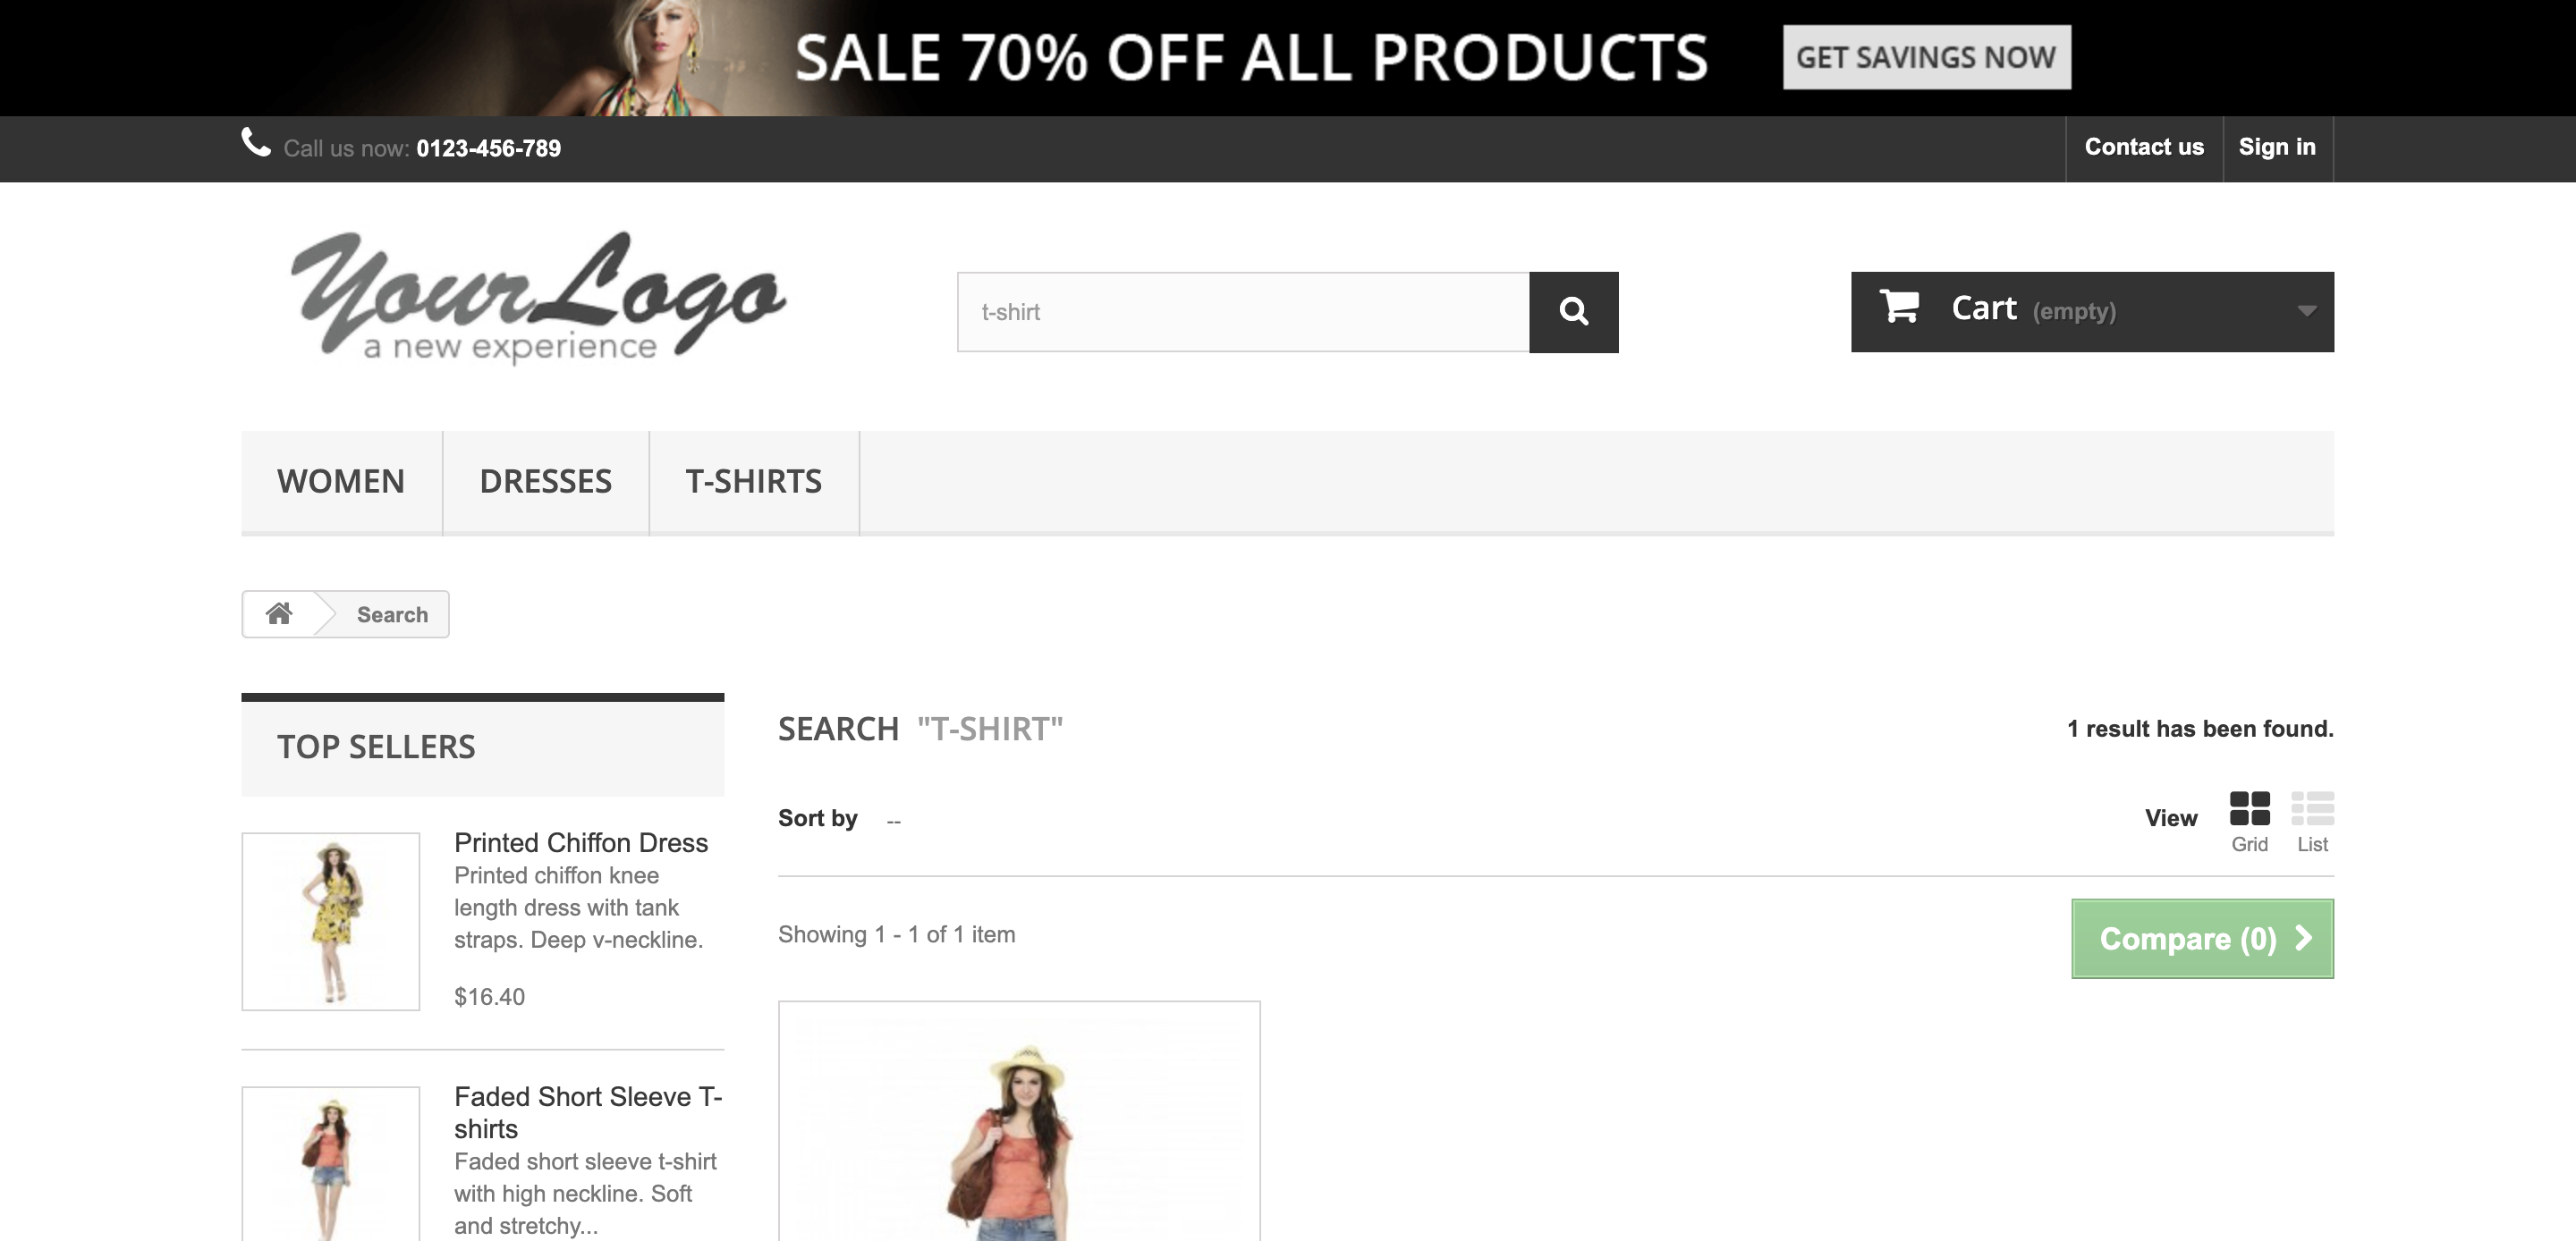 SALE 70% OFF ALL PRODUCTS
GET SAVINGS NOW
Call us now: 0123-456-789
Contact us
Sign in
Your Logo
a new experience
t-shirt
Cart (empty)
WOMEN
DRESSES
T-SHIRTS
Search
TOP SELLERS
Printed Chiffon Dress
Printed chiffon knee
length dress with tank
straps. Deep v-neckline.
$16.40
Faded Short Sleeve T-
shirts
Faded short sleeve t-shirt
with high neckline. Soft
and stretchy...
SEARCH "T-SHIRT"
1 result has been found.
Sort by --
View
Grid
List
Showing 1 - 1 of 1 item
Compare (0)